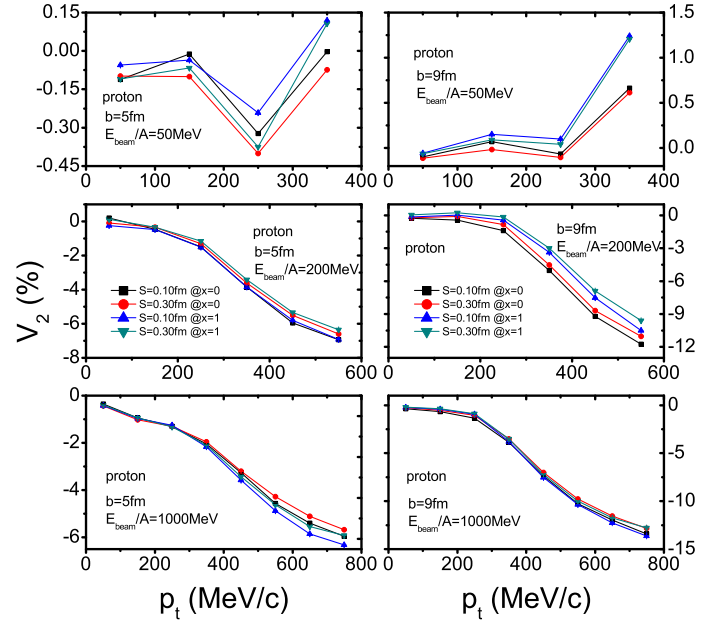 0.15
0.00
-0.15
-0.30
-0.45
proton
b=5fm
E_beam/A=50MeV
0 100 200 300 400
1.5
1.0
0.5
0.0
proton
b=9fm
E_beam/A=50MeV
0 100 200 300 400
V_2 (%)
0
-2
-4
-6
-8
proton
b=5fm
E_beam/A=200MeV
S=0.10fm @x=0
S=0.30fm @x=0
S=0.10fm @x=1
S=0.30fm @x=1
0 200 400 600
0
-3
-6
-9
-12
proton
b=9fm
E_beam/A=200MeV
S=0.10fm @x=0
S=0.30fm @x=0
S=0.10fm @x=1
S=0.30fm @x=1
0 200 400 600
0
-2
-4
-6
proton
b=5fm
E_beam/A=1000MeV
0 200 400 600 800
p_t (MeV/c)
0
-5
-10
-15
proton
b=9fm
E_beam/A=1000MeV
0 200 400 600 800
p_t (MeV/c)